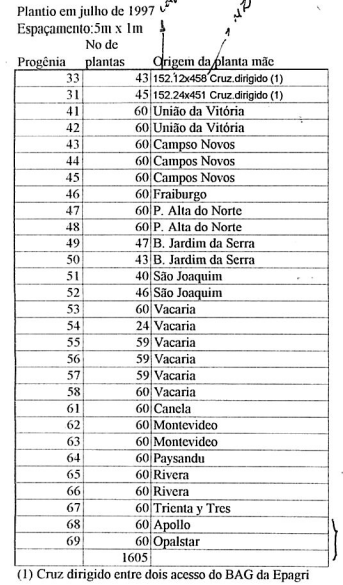 Plantio em julho de 1997
Espaçamento:5m x 1m
No de
Progênia plantas Origem da planta mãe
33 43 152.12x458 Cruz.dirigido (1)
31 45 152.24x451 Cruz.dirigido (1)
41 60 União da Vitória
42 60 União da Vitória
43 60 Campso Novos
44 60 Campos Novos
45 60 Campos Novos
46 60 Fraiburgo
47 60 P. Alta do Norte
48 60 P. Alta do Norte
49 47 B. Jardim da Serra
50 43 B. Jardim da Serra
51 40 São Joaquim
52 46 São Joaquim
53 60 Vacaria
54 24 Vacaria
55 59 Vacaria
56 59 Vacaria
57 59 Vacaria
58 60 Vacaria
61 60 Canela
62 60 Montevideo
63 60 Montevideo
64 60 Paysandu
65 60 Rivera
66 60 Rivera
67 60 Trienta y Tres
68 60 Apollo
69 60 Opalstar
1605
(1) Cruz dirigido entre dois acesso do BAG da Epagri